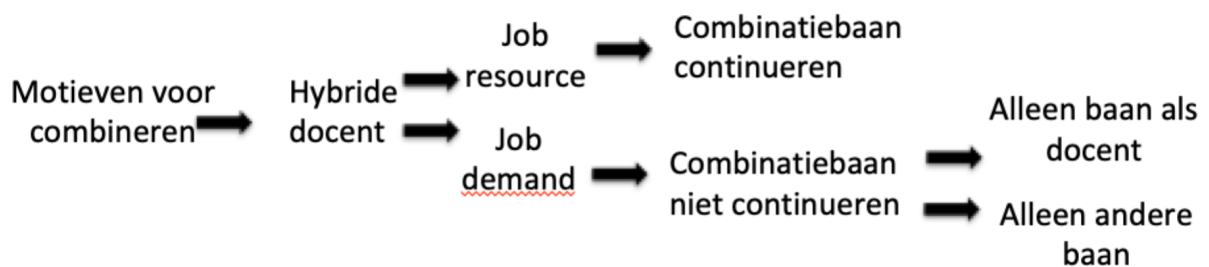 Motieven voor
combineren
Hybride
docent
Job
resource
Combinatiebaan
continueren
Job
demand
Combinatiebaan
niet continueren
Alleen baan als
docent
Alleen andere
baan